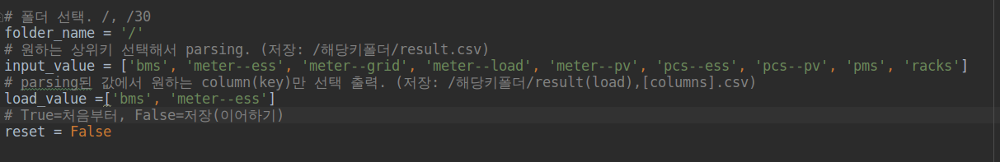 # 폴더 선택. /, /30
folder_name = '/'
# 원하는 상위키 선택해서 parsing. (저장: /해당키폴더/result.csv)
input_value = ['bms', 'meter--ess', 'meter--grid', 'meter--load', 'meter--pv', 'pcs--ess', 'pcs--pv', 'pms', 'racks']
# parsing된 값에서 원하는 column(key)만 선택 출력. (저장: /해당키폴더/result(load),[columns].csv)
load_value =['bms', 'meter--ess']
# True=처음부터, False=저장(이어하기)
reset = False